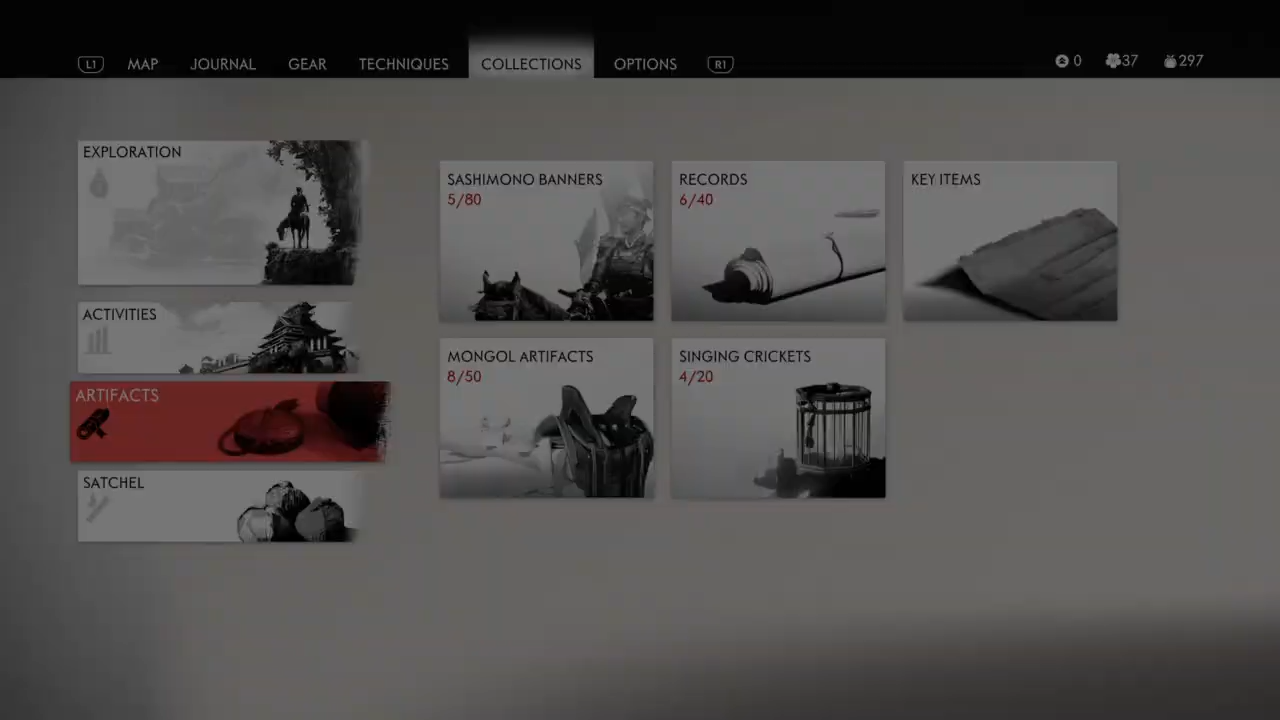 L1 MAP JOURNAL GEAR TECHNIQUES COLLECTIONS OPTIONS R1 0 37 297
EXPLORATION
ACTIVITIES
ARTIFACTS
SATCHEL
SASHIMONO BANNERS
5/80
RECORDS
6/40
KEY ITEMS
MONGOL ARTIFACTS
8/50
SINGING CRICKETS
4/20